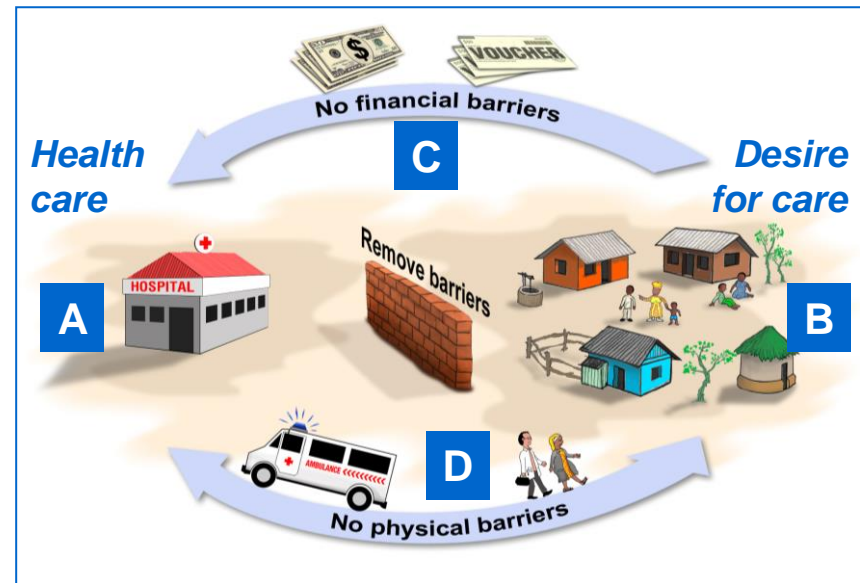 VOUCHER
No financial barriers
C
Health
care
Desire
for care
Remove barriers
HOSPITAL
A
B
AMBULANCE
D
No physical barriers